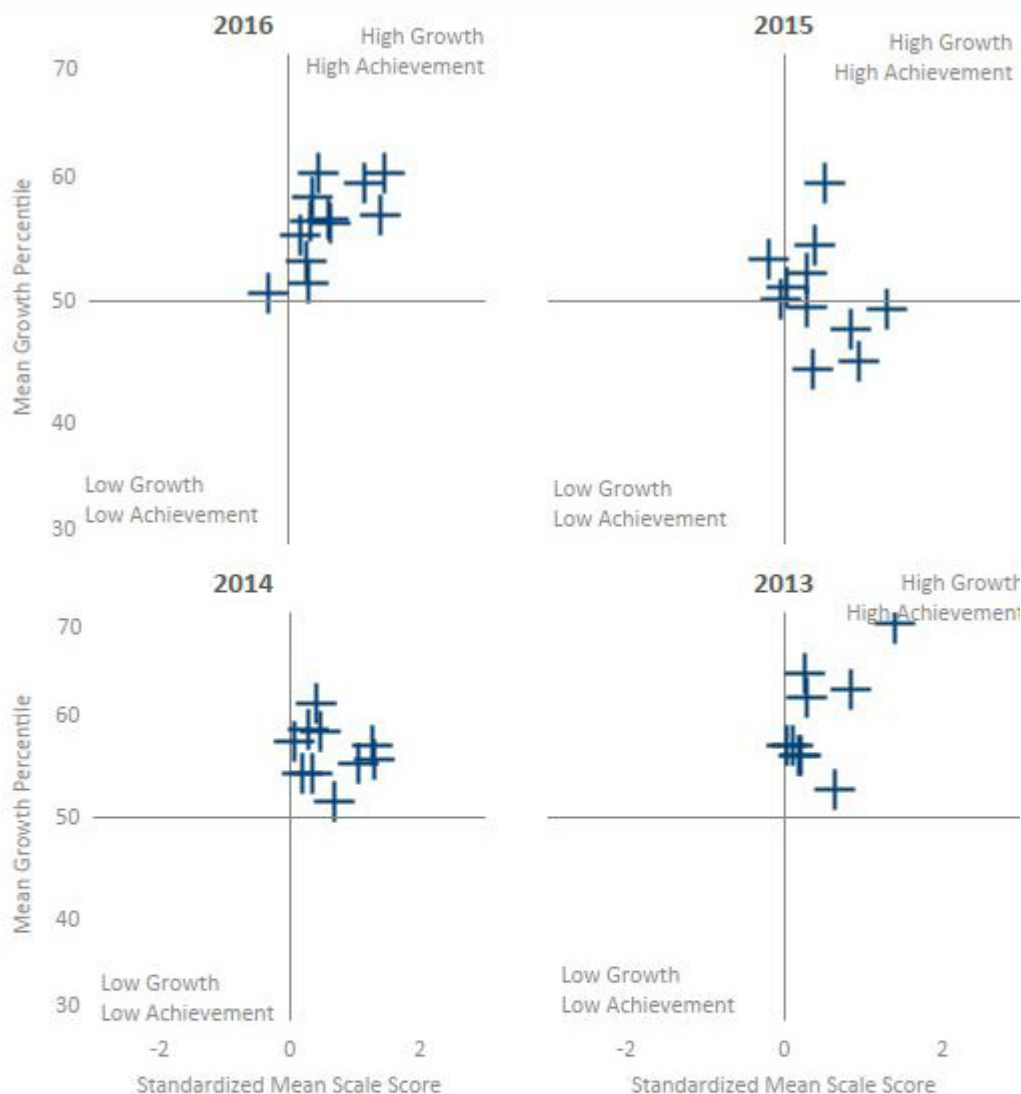 2016
High Growth
High Achievement
70
60
50
40
30
Mean Growth Percentile
Low Growth
Low Achievement
2015
High Growth
High Achievement
Low Growth
Low Achievement
2014
70
60
50
40
30
Mean Growth Percentile
Low Growth
Low Achievement
-2
0
2
Standardized Mean Scale Score
2013
High Growth
High Achievement
Low Growth
Low Achievement
-2
0
2
Standardized Mean Scale Score